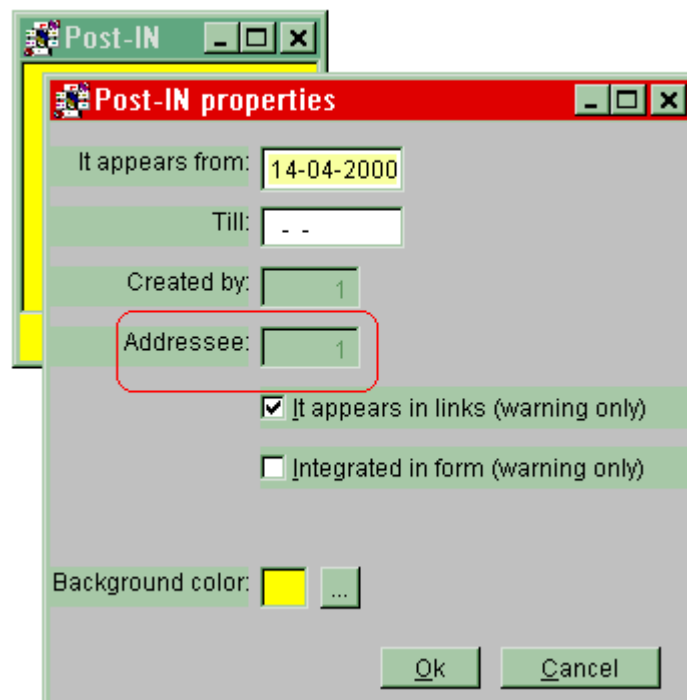 Post-IN
Post-IN properties
It appears from: 14-04-2000
Till: - -
Created by: 1
Addressee: 1
It appears in links (warning only)
Integrated in form (warning only)
Background color: ...
Ok Cancel